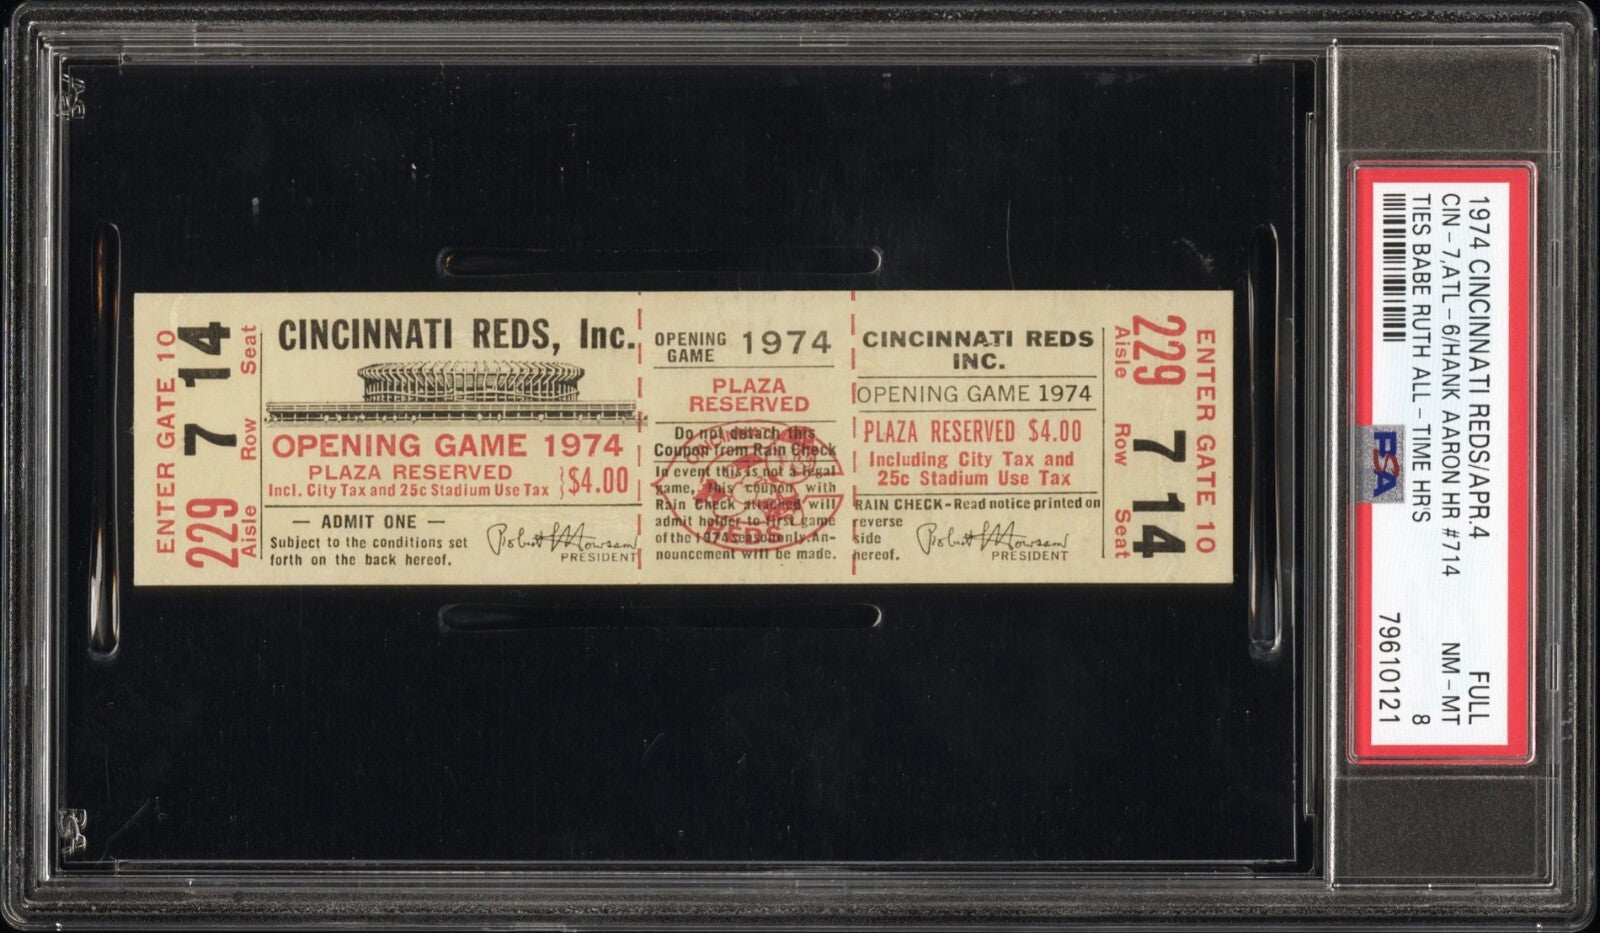 ENTER GATE 10
229 7 14
Aisle Row Seat
CINCINNATI REDS, Inc.
OPENING GAME 1974
PLAZA RESERVED
Incl. City Tax and 25c Stadium Use Tax } $4.00
— ADMIT ONE —
Subject to the conditions set
forth on the back hereof.
Robert L. Howsam
PRESIDENT
OPENING
GAME 1974
PLAZA
RESERVED
Do not detach this
Coupon from Rain Check
In event this is not a legal
game, this coupon with
Rain Check attached will
admit holder to first game
of the 1974 season only. An-
nouncement will be made.
REDS
CINCINNATI REDS
INC.
OPENING GAME 1974
PLAZA RESERVED $4.00
Including City Tax and
25c Stadium Use Tax
RAIN CHECK-Read notice printed on
reverse
side
hereof.
Robert L. Howsam
PRESIDENT
Aisle Row Seat
229 7 14
ENTER GATE 10
1974 CINCINNATI REDS/APR.4 FULL
CIN-7,ATL-6/HANK AARON HR #714 NM-MT
TIES BABE RUTH ALL-TIME HR'S 8
79610121
PSA